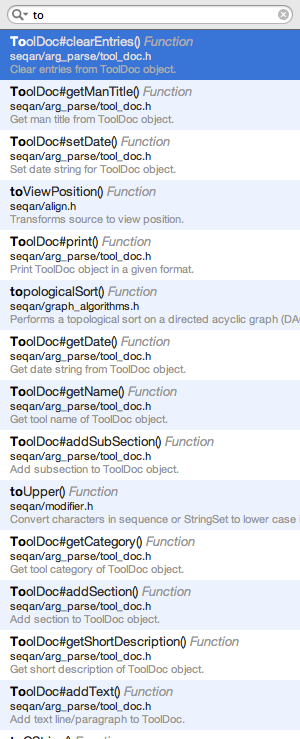 to
ToolDoc#clearEntries() Function
seqan/arg_parse/tool_doc.h
Clear entries from ToolDoc object.
ToolDoc#getManTitle() Function
seqan/arg_parse/tool_doc.h
Get man title from ToolDoc object.
ToolDoc#setDate() Function
seqan/arg_parse/tool_doc.h
Set date string for ToolDoc object.
toViewPosition() Function
seqan/align.h
Transforms source to view position.
ToolDoc#print() Function
seqan/arg_parse/tool_doc.h
Print ToolDoc object in a given format.
topologicalSort() Function
seqan/graph_algorithms.h
Performs a topological sort on a directed acyclic graph (DAG
ToolDoc#getDate() Function
seqan/arg_parse/tool_doc.h
Get date string from ToolDoc object.
ToolDoc#getName() Function
seqan/arg_parse/tool_doc.h
Get tool name of ToolDoc object.
ToolDoc#addSubSection() Function
seqan/arg_parse/tool_doc.h
Add subsection to ToolDoc object.
toUpper() Function
seqan/modifier.h
Convert characters in sequence or StringSet to lower case i
ToolDoc#getCategory() Function
seqan/arg_parse/tool_doc.h
Get tool category of ToolDoc object.
ToolDoc#addSection() Function
seqan/arg_parse/tool_doc.h
Add section to ToolDoc object.
ToolDoc#getShortDescription() Function
seqan/arg_parse/tool_doc.h
Get short description of ToolDoc object.
ToolDoc#addText() Function
seqan/arg_parse/tool_doc.h
Add text line/paragraph to ToolDoc.